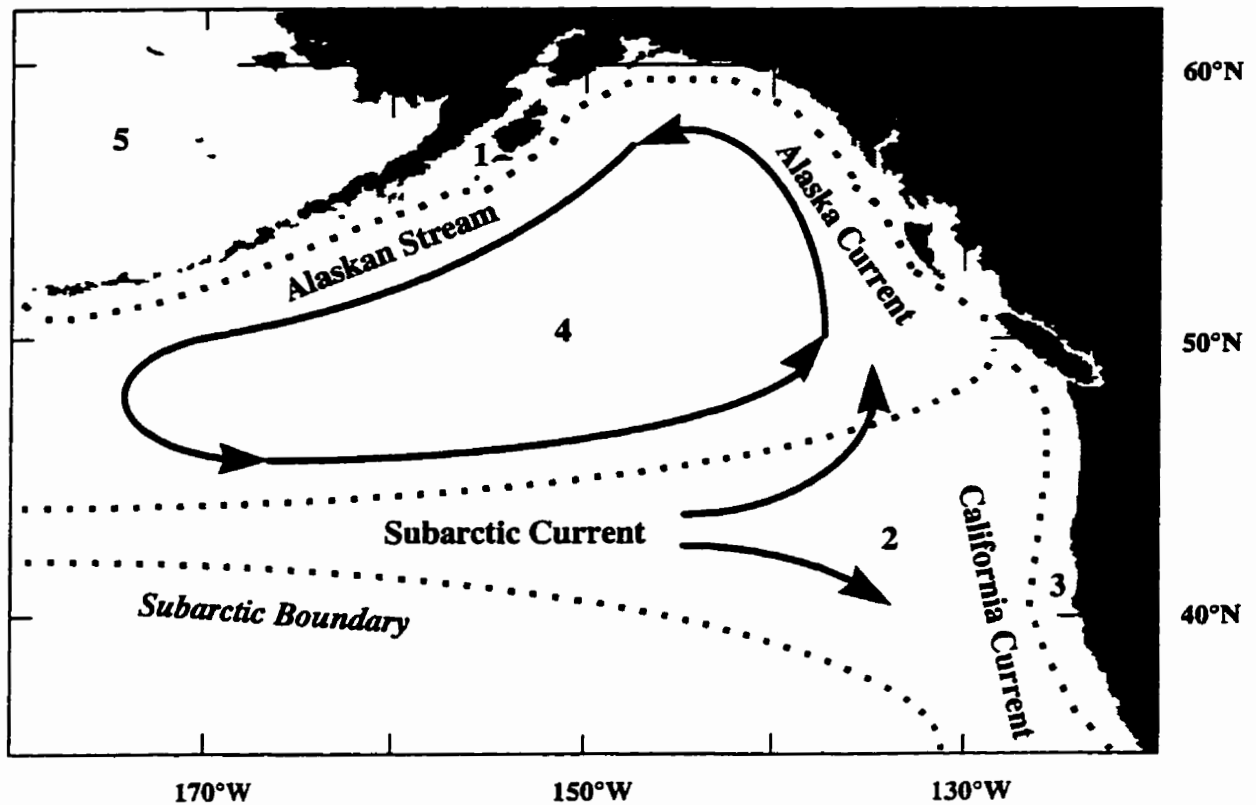 60°N
5
1
Alaska Current
Alaskan Stream
4
50°N
Subarctic Current
2
California Current
3
Subarctic Boundary
40°N
170°W
150°W
130°W